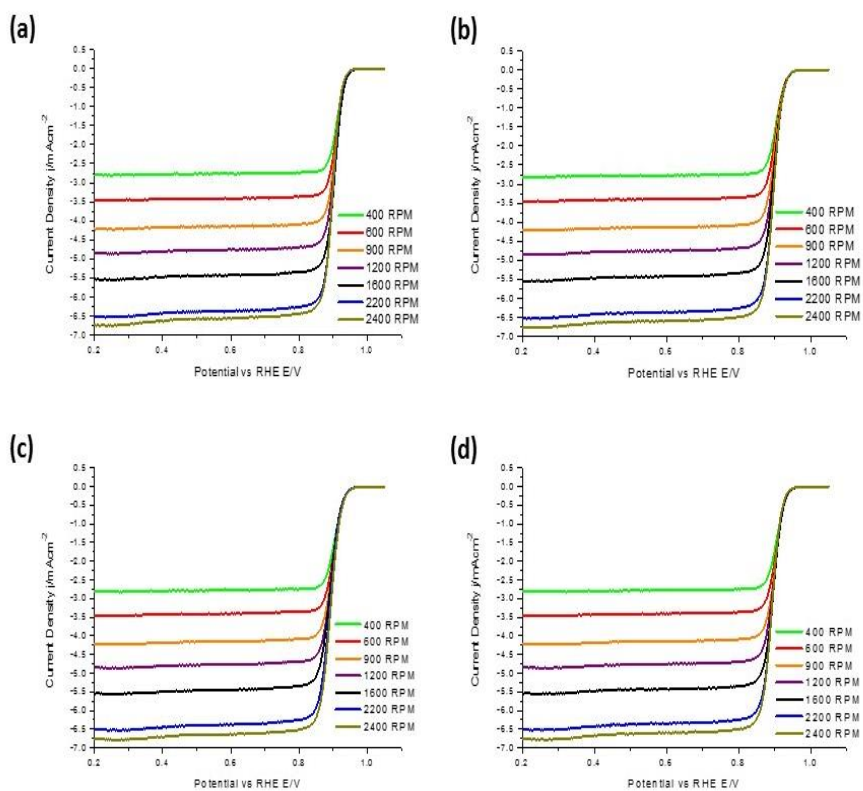 (a)
0.5
0.0
-0.5
-1.0
-1.5
-2.0
-2.5
-3.0
-3.5
-4.0
-4.5
-5.0
-5.5
-6.0
-6.5
-7.0
Current Density j/mAcm-2
400 RPM
600 RPM
900 RPM
1200 RPM
1600 RPM
2200 RPM
2400 RPM
0.2 0.4 0.6 0.8 1.0
Potential vs RHE E/V
(b)
0.5
0.0
-0.5
-1.0
-1.5
-2.0
-2.5
-3.0
-3.5
-4.0
-4.5
-5.0
-5.5
-6.0
-6.5
-7.0
Current Density j/mAcm-2
400 RPM
600 RPM
900 RPM
1200 RPM
1600 RPM
2200 RPM
2400 RPM
0.2 0.4 0.6 0.8 1.0
Potential vs RHE E/V
(c)
0.5
0.0
-0.5
-1.0
-1.5
-2.0
-2.5
-3.0
-3.5
-4.0
-4.5
-5.0
-5.5
-6.0
-6.5
-7.0
Current Density j/mAcm-2
400 RPM
600 RPM
900 RPM
1200 RPM
1600 RPM
2200 RPM
2400 RPM
0.2 0.4 0.6 0.8 1.0
Potential vs RHE E/V
(d)
0.5
0.0
-0.5
-1.0
-1.5
-2.0
-2.5
-3.0
-3.5
-4.0
-4.5
-5.0
-5.5
-6.0
-6.5
-7.0
Current Density j/mAcm-2
400 RPM
600 RPM
900 RPM
1200 RPM
1600 RPM
2200 RPM
2400 RPM
0.2 0.4 0.6 0.8 1.0
Potential vs RHE E/V